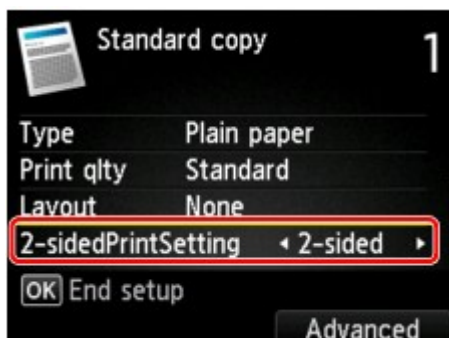 Standard copy 1
Type Plain paper
Print qlty Standard
Layout None
2-sidedPrintSetting 2-sided
OK End setup
Advanced